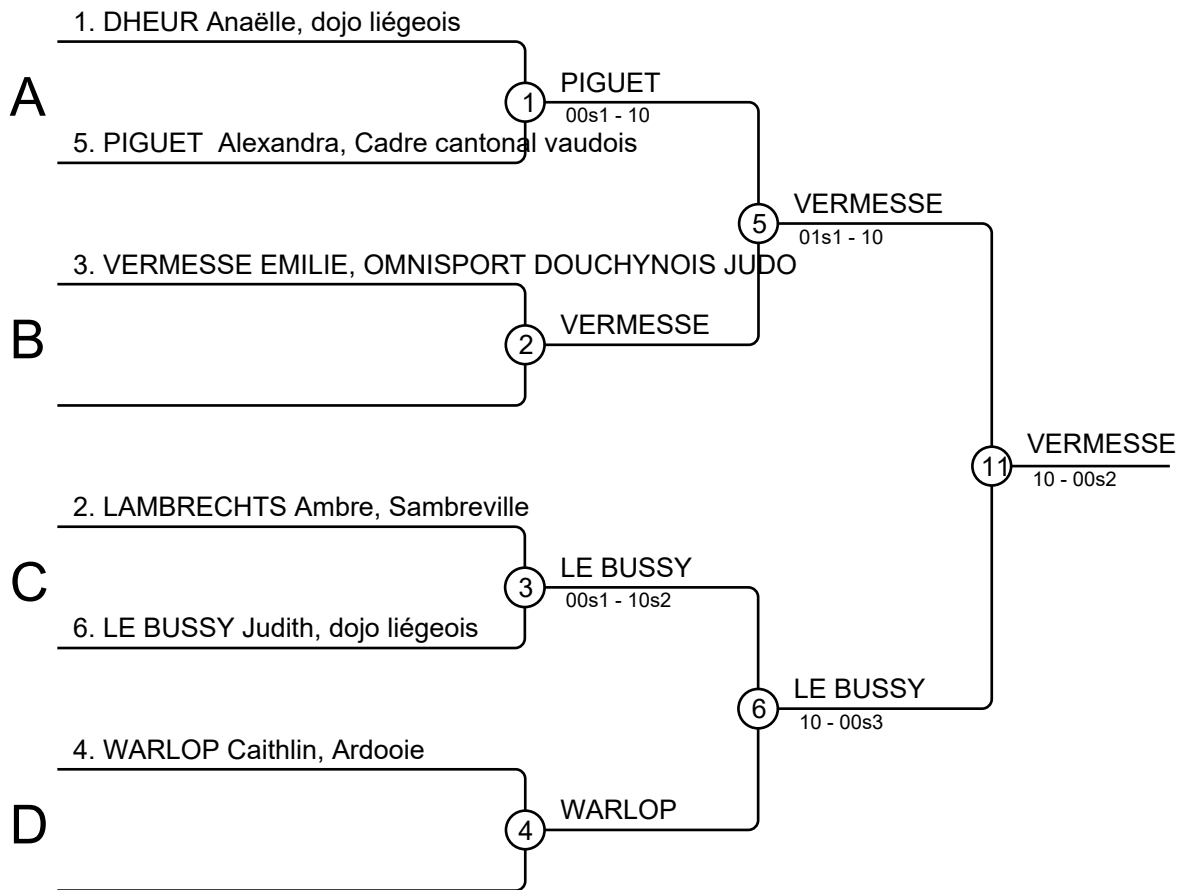 1. DHEUR Anaëlle, dojo liégeois
PIGUET
A
1
00s1 - 10
5. PIGUET  Alexandra, Cadre cantonal vaudois
VERMESSE
5
01s1 - 10
3. VERMESSE EMILIE, OMNISPORT DOUCHYNOIS JUDO
VERMESSE
B
2
VERMESSE
11
10 - 00s2
2. LAMBRECHTS Ambre, Sambreville
LE BUSSY
C
3
00s1 - 10s2
6. LE BUSSY Judith, dojo liégeois
LE BUSSY
6
10 - 00s3
4. WARLOP Caithlin, Ardooie
WARLOP
D
4